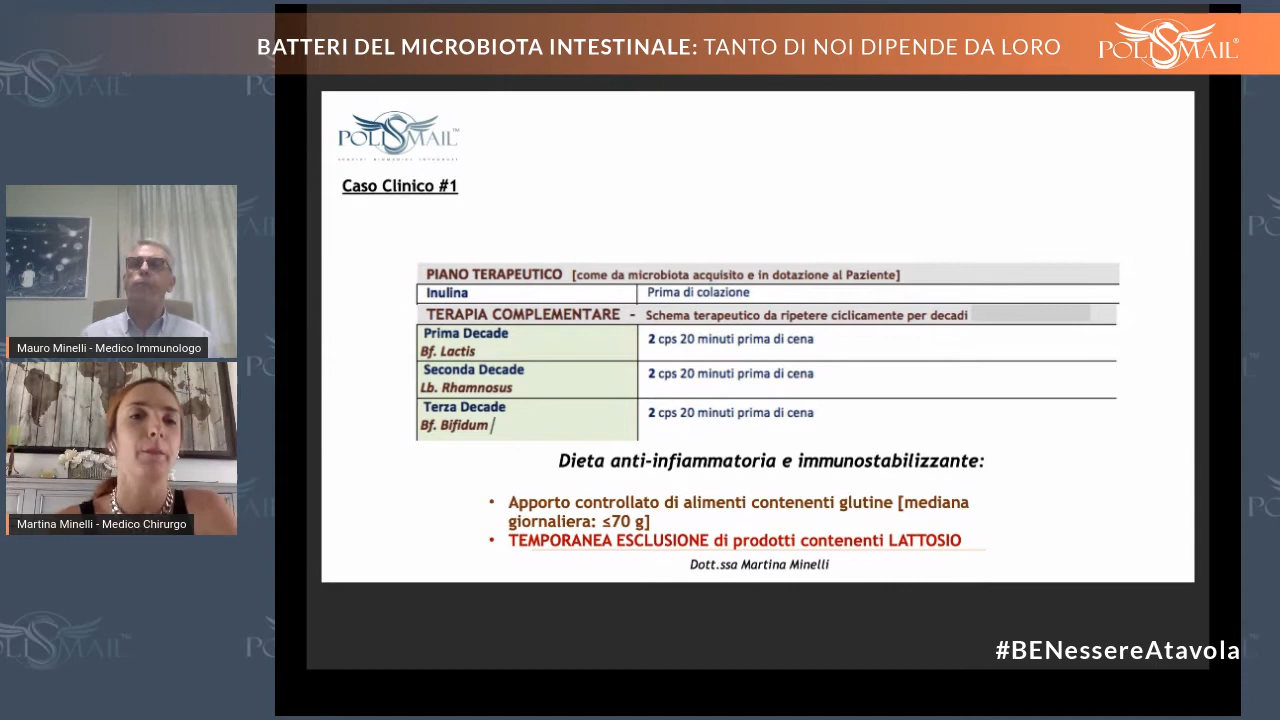 BATTERI DEL MICROBIOTA INTESTINALE: TANTO DI NOI DIPENDE DA LORO
POLISMAIL®
POLISMAIL™
SERVIZI BIOMEDICI INTEGRATI
Caso Clinico #1
PIANO TERAPEUTICO [come da microbiota acquisito e in dotazione al Paziente]
Inulina Prima di colazione
TERAPIA COMPLEMENTARE - Schema terapeutico da ripetere ciclicamente per decadi
Prima Decade
Bf. Lactis
2 cps 20 minuti prima di cena
Seconda Decade
Lb. Rhamnosus
2 cps 20 minuti prima di cena
Terza Decade
Bf. Bifidum/
2 cps 20 minuti prima di cena
Dieta anti-infiammatoria e immunostabilizzante:
• Apporto controllato di alimenti contenenti glutine [mediana
giornaliera: ≤70 g]
• TEMPORANEA ESCLUSIONE di prodotti contenenti LATTOSIO
Dott.ssa Martina Minelli
Mauro Minelli - Medico Immunologo
Martina Minelli - Medico Chirurgo
#BENessereAtavola